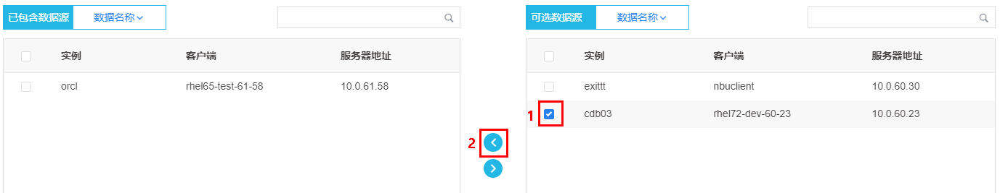 已包含数据源 数据名称
实例 客户端 服务器地址
orcl rhel65-test-61-58 10.0.61.58
可选数据源 数据名称
实例 客户端 服务器地址
exittt nbuclient 10.0.60.30
1 cdb03 rhel72-dev-60-23 10.0.60.23
2